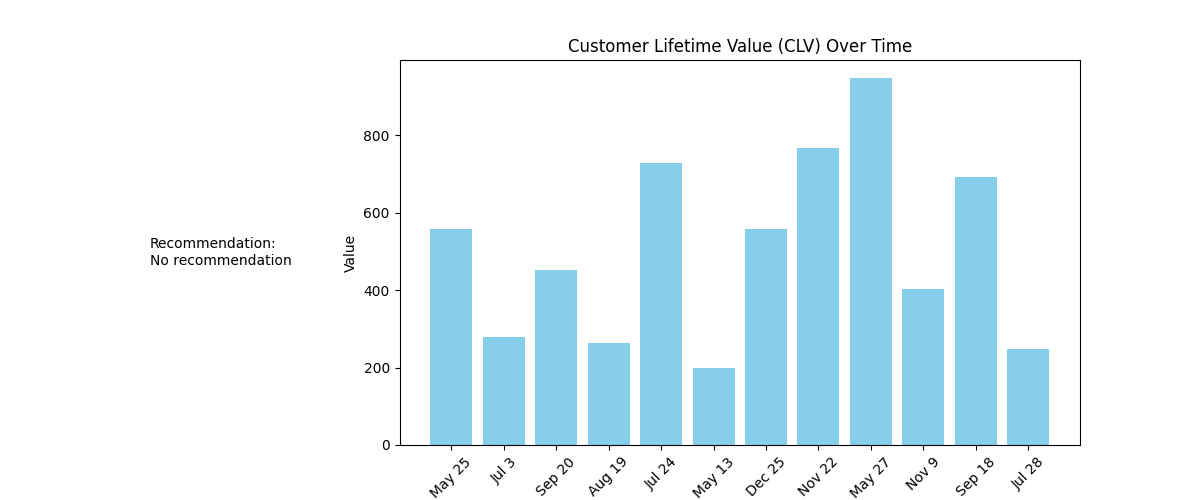 Customer Lifetime Value (CLV) Over Time
Recommendation:
No recommendation
Value
800
600
400
200
0
May 25
Jul 3
Sep 20
Aug 19
Jul 24
May 13
Dec 25
Nov 22
May 27
Nov 9
Sep 18
Jul 28